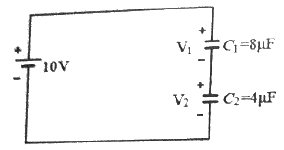 +
+
V₁ C₁=8µF
-
+
10V
-
+
V₂ C₂=4µF
-